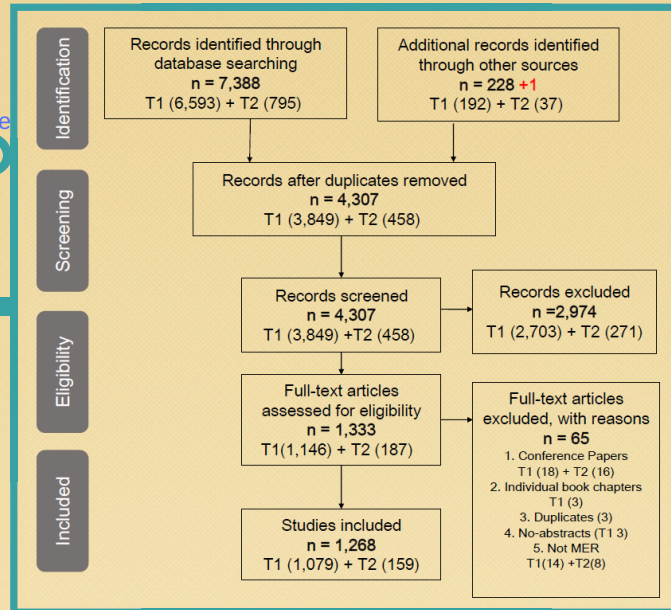 Identification
Records identified through
database searching
n = 7,388
T1 (6,593) + T2 (795)
Additional records identified
through other sources
n = 228 +1
T1 (192) + T2 (37)
Screening
Records after duplicates removed
n = 4,307
T1 (3,849) + T2 (458)
Records screened
n = 4,307
T1 (3,849) +T2 (458)
Records excluded
n =2,974
T1 (2,703) + T2 (271)
Eligibility
Full-text articles
assessed for eligibility
n = 1,333
T1(1,146) + T2 (187)
Full-text articles
excluded, with reasons
n = 65
1. Conference Papers
T1 (18) + T2 (16)
2. Individual book chapters
T1 (3)
3. Duplicates (3)
4. No-abstracts (T1 3)
5. Not MER
T1(14) +T2(8)
Included
Studies included
n = 1,268
T1 (1,079) + T2 (159)